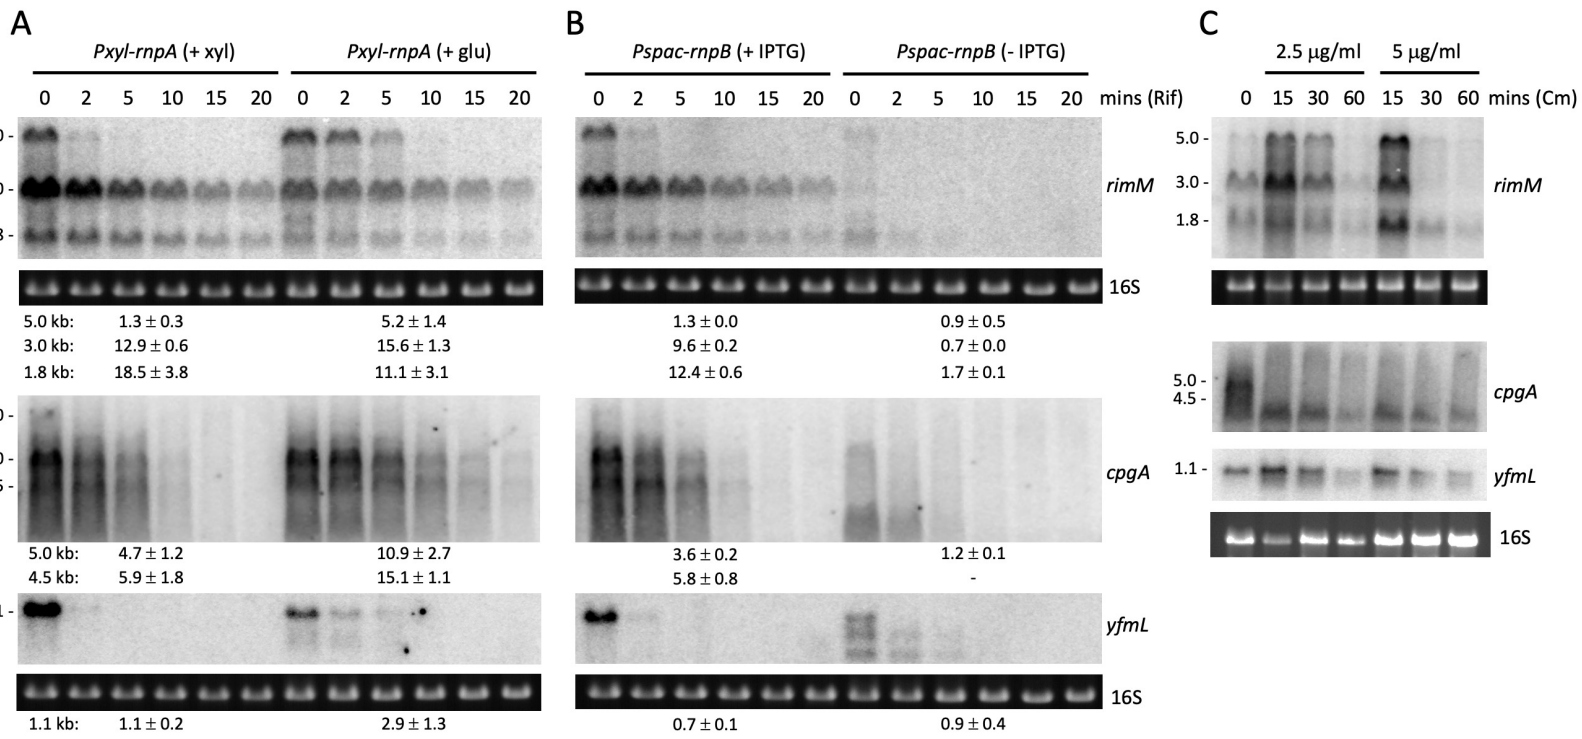 A
B
C
Pxyl-rnpA (+ xyl)
Pxyl-rnpA (+ glu)
Pspac-rnpB (+ IPTG)
Pspac-rnpB (- IPTG)
2.5 µg/ml
5 µg/ml
0 2 5 10 15 20
0 2 5 10 15 20
0 2 5 10 15 20
0 2 5 10 15 20
mins (Rif)
0 15 30 60 15 30 60
mins (Cm)
0 -
0 -
3 -
rimM
5.0 -
3.0 -
1.8 -
rimM
16S
5.0 kb: 1.3 ± 0.3 5.2 ± 1.4
3.0 kb: 12.9 ± 0.6 15.6 ± 1.3
1.8 kb: 18.5 ± 3.8 11.1 ± 3.1
1.3 ± 0.0 0.9 ± 0.5
9.6 ± 0.2 0.7 ± 0.0
12.4 ± 0.6 1.7 ± 0.1
0 -
0 -
5 -
cpgA
5.0 -
4.5 -
cpgA
5.0 kb: 4.7 ± 1.2 10.9 ± 2.7
4.5 kb: 5.9 ± 1.8 15.1 ± 1.1
3.6 ± 0.2 1.2 ± 0.1
5.8 ± 0.8 -
1.1 -
yfmL
16S
1 -
yfmL
16S
1.1 kb: 1.1 ± 0.2 2.9 ± 1.3
0.7 ± 0.1 0.9 ± 0.4